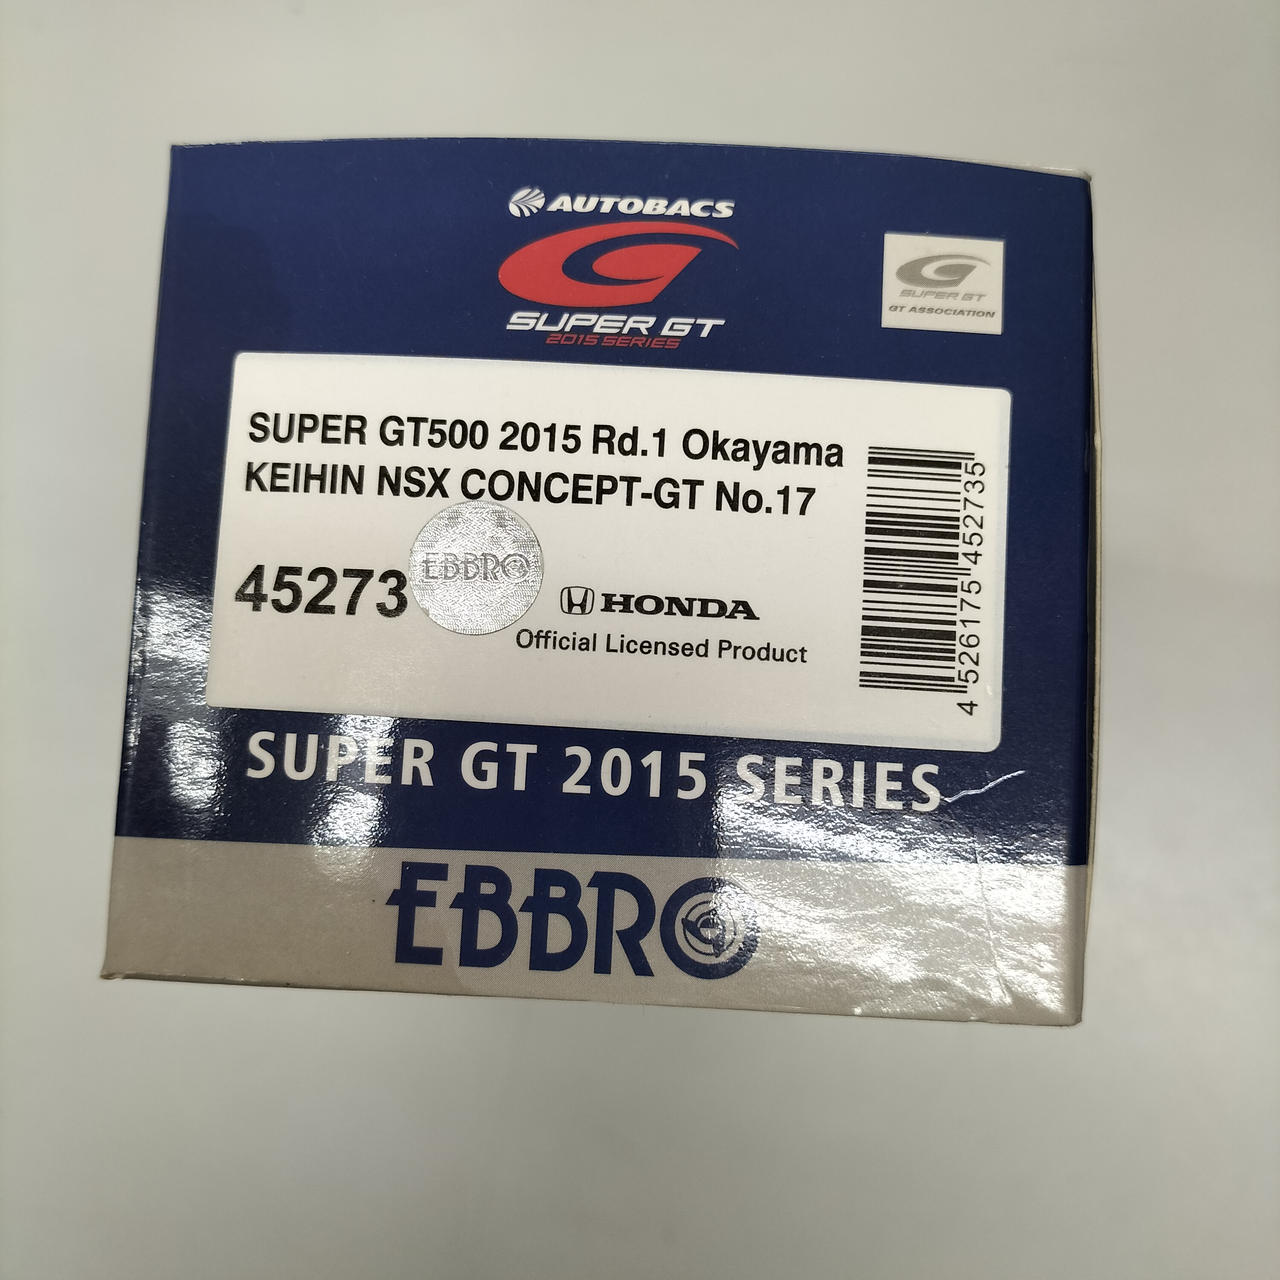 AUTOBACS
SUPER GT
2015 SERIES
SUPER GT
GT ASSOCIATION
SUPER GT500 2015 Rd.1 Okayama
KEIHIN NSX CONCEPT-GT No.17
45273
EBBRO
HONDA
Official Licensed Product
4 526175 452735
SUPER GT 2015 SERIES
EBBRO